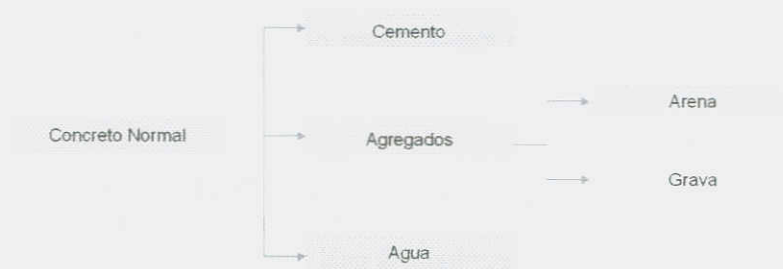 Cemento
Arena
Concreto Normal
Agregados
Grava
Agua